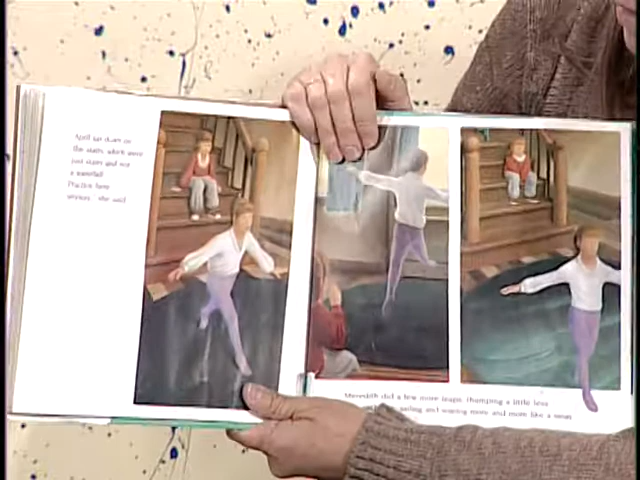 April sat down on
the stairs, which were
just stairs and not
a waterfall.
"Practice here
she said.
Meredith did a few more leaps, thumping a little less
sailing and soaring more and more like a swan